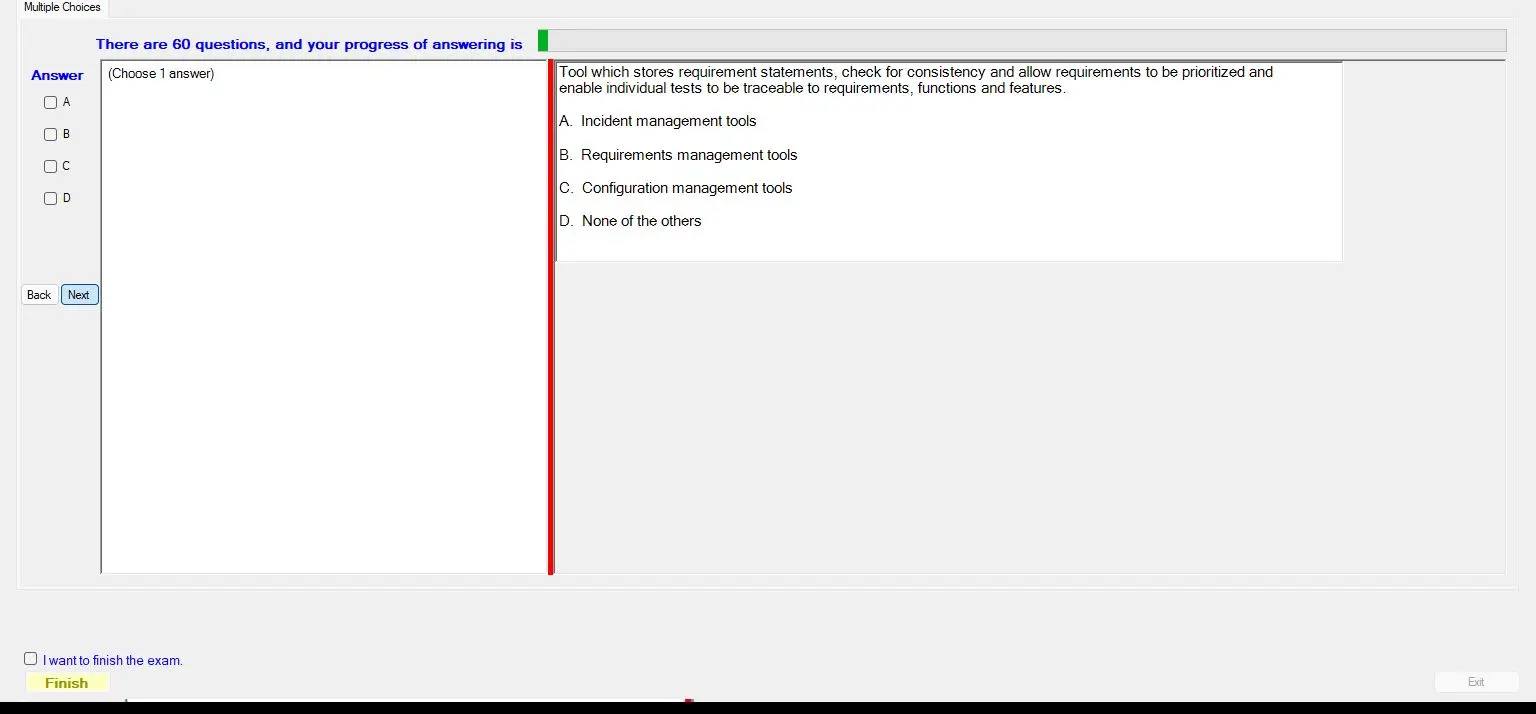 Multiple Choices
There are 60 questions, and your progress of answering is
Answer
(Choose 1 answer)
A
B
C
D
Back Next
Tool which stores requirement statements, check for consistency and allow requirements to be prioritized and
enable individual tests to be traceable to requirements, functions and features.
A. Incident management tools
B. Requirements management tools
C. Configuration management tools
D. None of the others
I want to finish the exam.
Finish
Exit